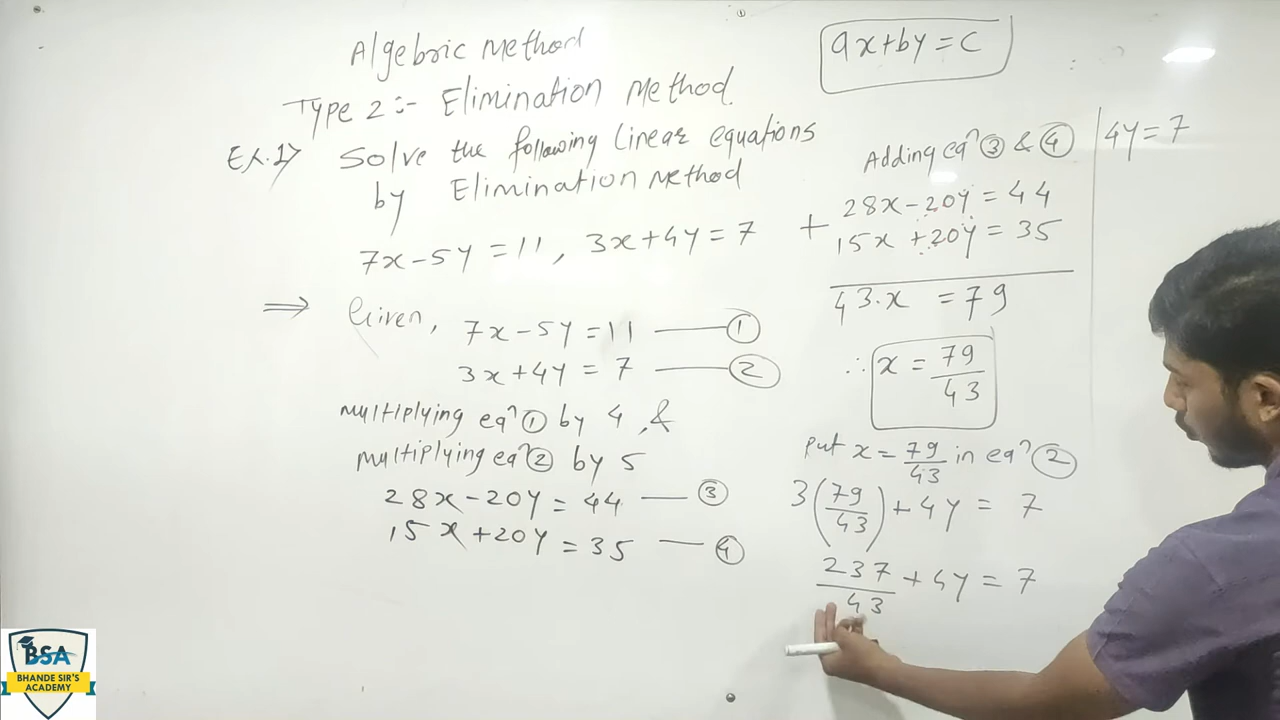 Algebric Method
Type 2 :- Elimination Method.
Ex.1> Solve the following linear equations
by Elimination Method
7x-5y = 11, 3x+4y = 7
⇒ Given, 7x-5y = 11 —— ①
3x+4y = 7 —— ②
Multiplying eqⁿ ① by 4, &
Multiplying eqⁿ ② by 5
28x-20y = 44 —— ③
15x+20y = 35 —— ④
ax+by = c
Adding eqⁿ ③ & ④
28x-20y = 44
+ 15x+20y = 35
43.x = 79
∴ x = 79/43
Put x = 79/43 in eqⁿ ②
3(79/43)+4y = 7
237/43+4y = 7
4y = 7
BSA
BHANDE SIR'S
ACADEMY